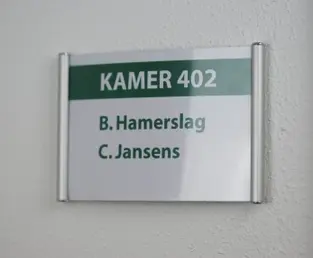 KAMER 402
B. Hamerslag
C. Jansens